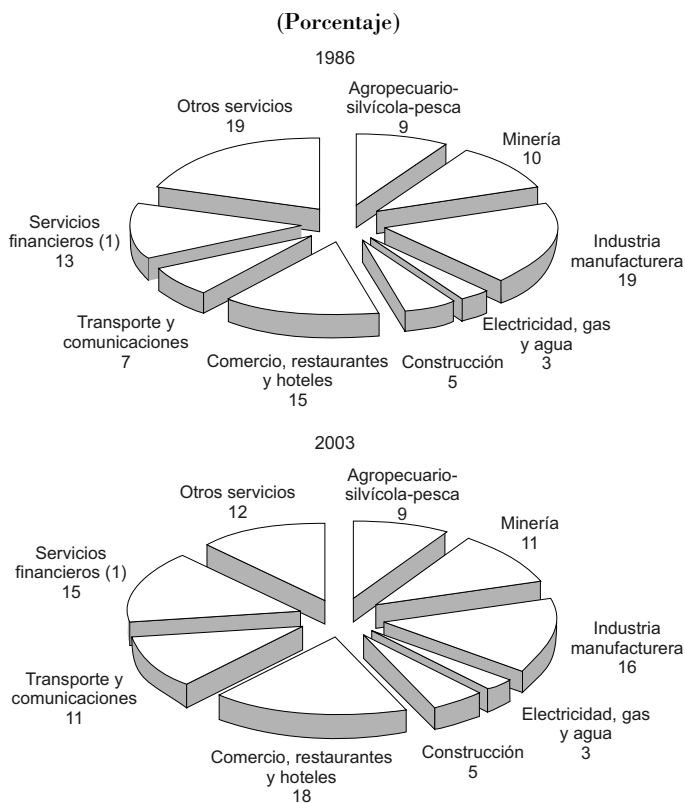 (Porcentaje)
1986
Otros servicios
19
Agropecuario-
silvícola-pesca
9
Minería
10
Industria
manufacturera
19
Electricidad, gas
y agua
3
Construcción
5
Comercio, restaurantes
y hoteles
15
Transporte y
comunicaciones
7
Servicios
financieros (1)
13
2003
Otros servicios
12
Agropecuario-
silvícola-pesca
9
Minería
11
Industria
manufacturera
16
Electricidad, gas
y agua
3
Construcción
5
Comercio, restaurantes
y hoteles
18
Transporte y
comunicaciones
11
Servicios
financieros (1)
15